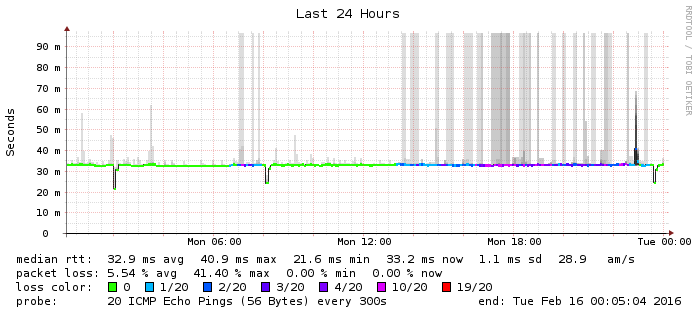 Last 24 Hours
RRDTOOL / TOBI OETIKER
Seconds
90 m
80 m
70 m
60 m
50 m
40 m
30 m
20 m
10 m
0
Mon 06:00 Mon 12:00 Mon 18:00 Tue 00:00
median rtt: 32.9 ms avg 40.9 ms max 21.6 ms min 33.2 ms now 1.1 ms sd 28.9 am/s
packet loss: 5.54 % avg 41.40 % max 0.00 % min 0.00 % now
loss color: 0 1/20 2/20 3/20 4/20 10/20 19/20
probe: 20 ICMP Echo Pings (56 Bytes) every 300s end: Tue Feb 16 00:05:04 2016